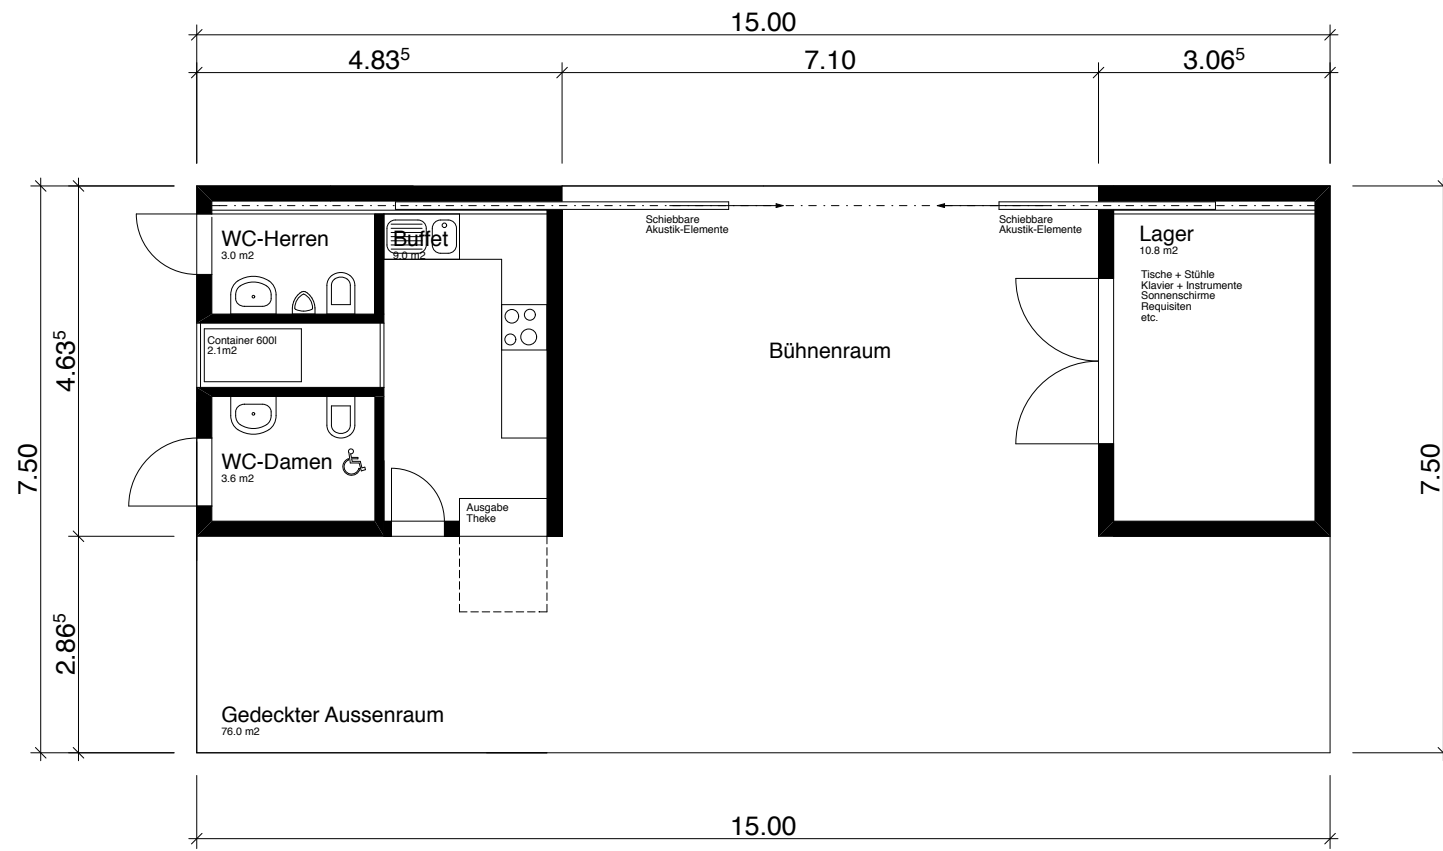 15.00
4.83⁵
7.10
3.06⁵
Schiebbare
Akustik-Elemente
Schiebbare
Akustik-Elemente
WC-Herren
3.0 m2
Buffet
9.0 m2
Lager
10.8 m2
Tische + Stühle
Klavier + Instrumente
Sonnenschirme
Requisiten
etc.
Container 600l
2.1m2
Bühnenraum
4.63⁵
7.50
7.50
WC-Damen
3.6 m2
Ausgabe
Theke
2.86⁵
Gedeckter Aussenraum
76.0 m2
15.00